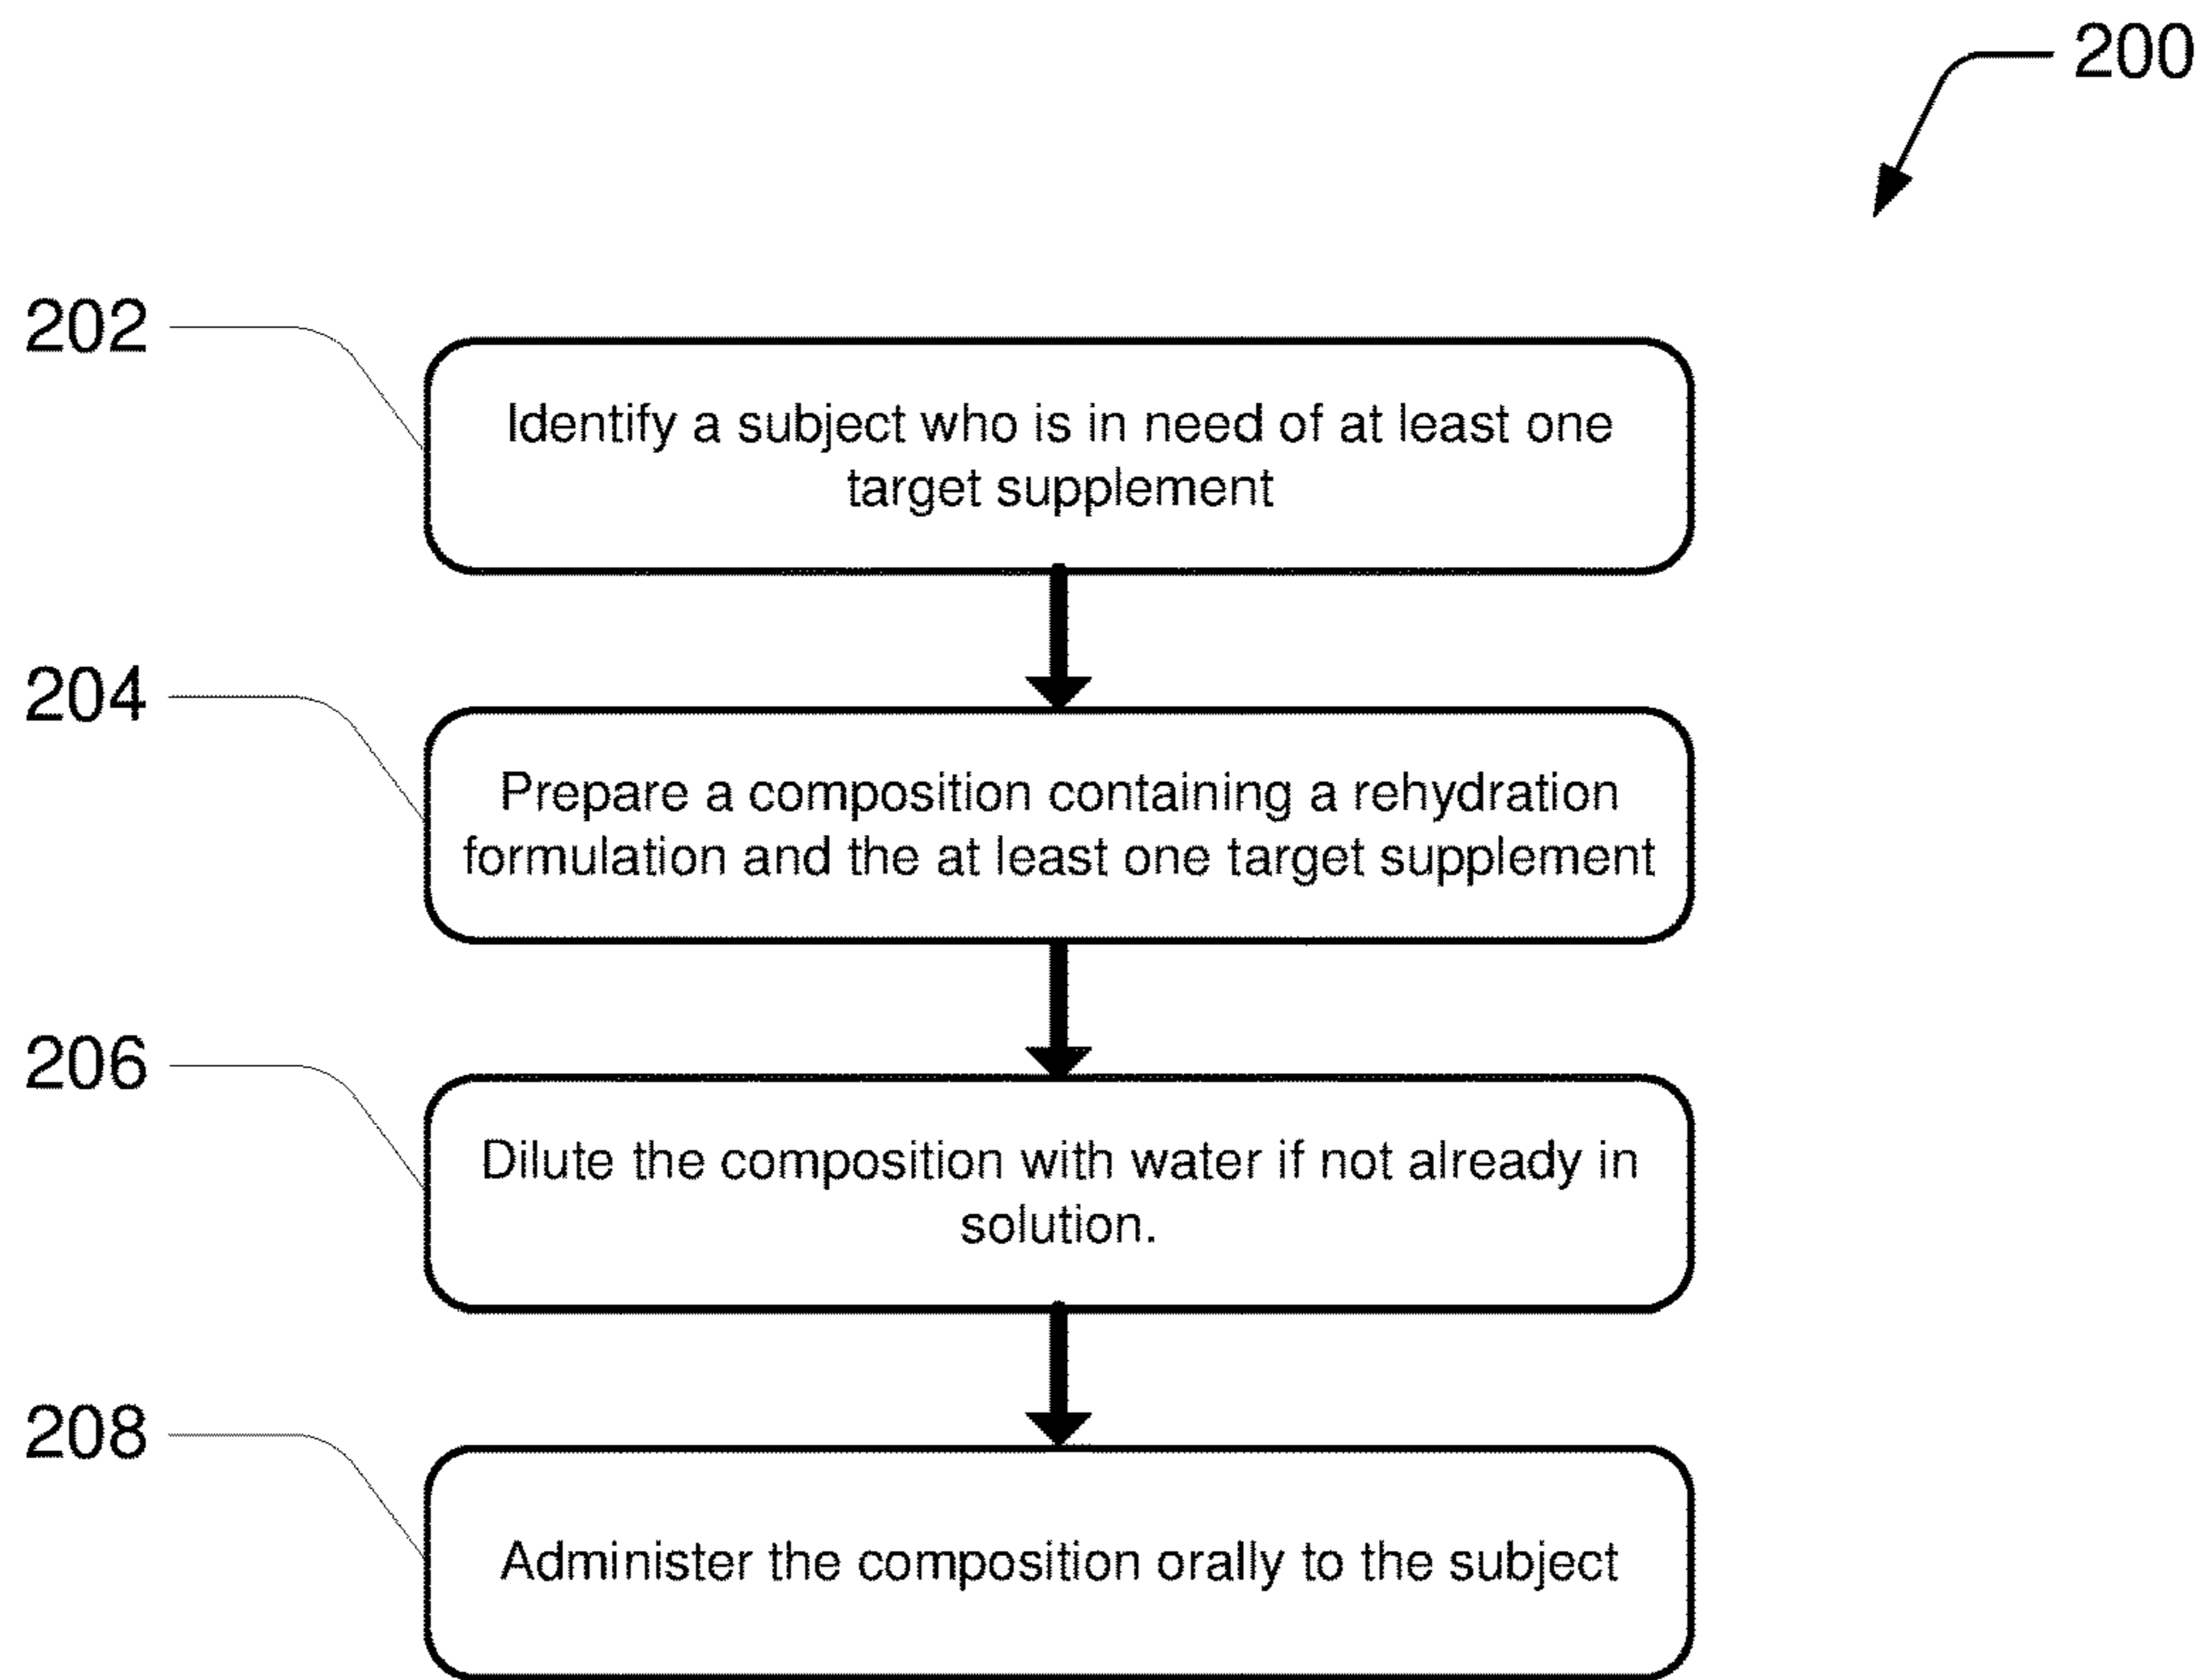 200
202
Identify a subject who is in need of at least one
target supplement
204
Prepare a composition containing a rehydration
formulation and the at least one target supplement
206
Dilute the composition with water if not already in
solution.
208
Administer the composition orally to the subject